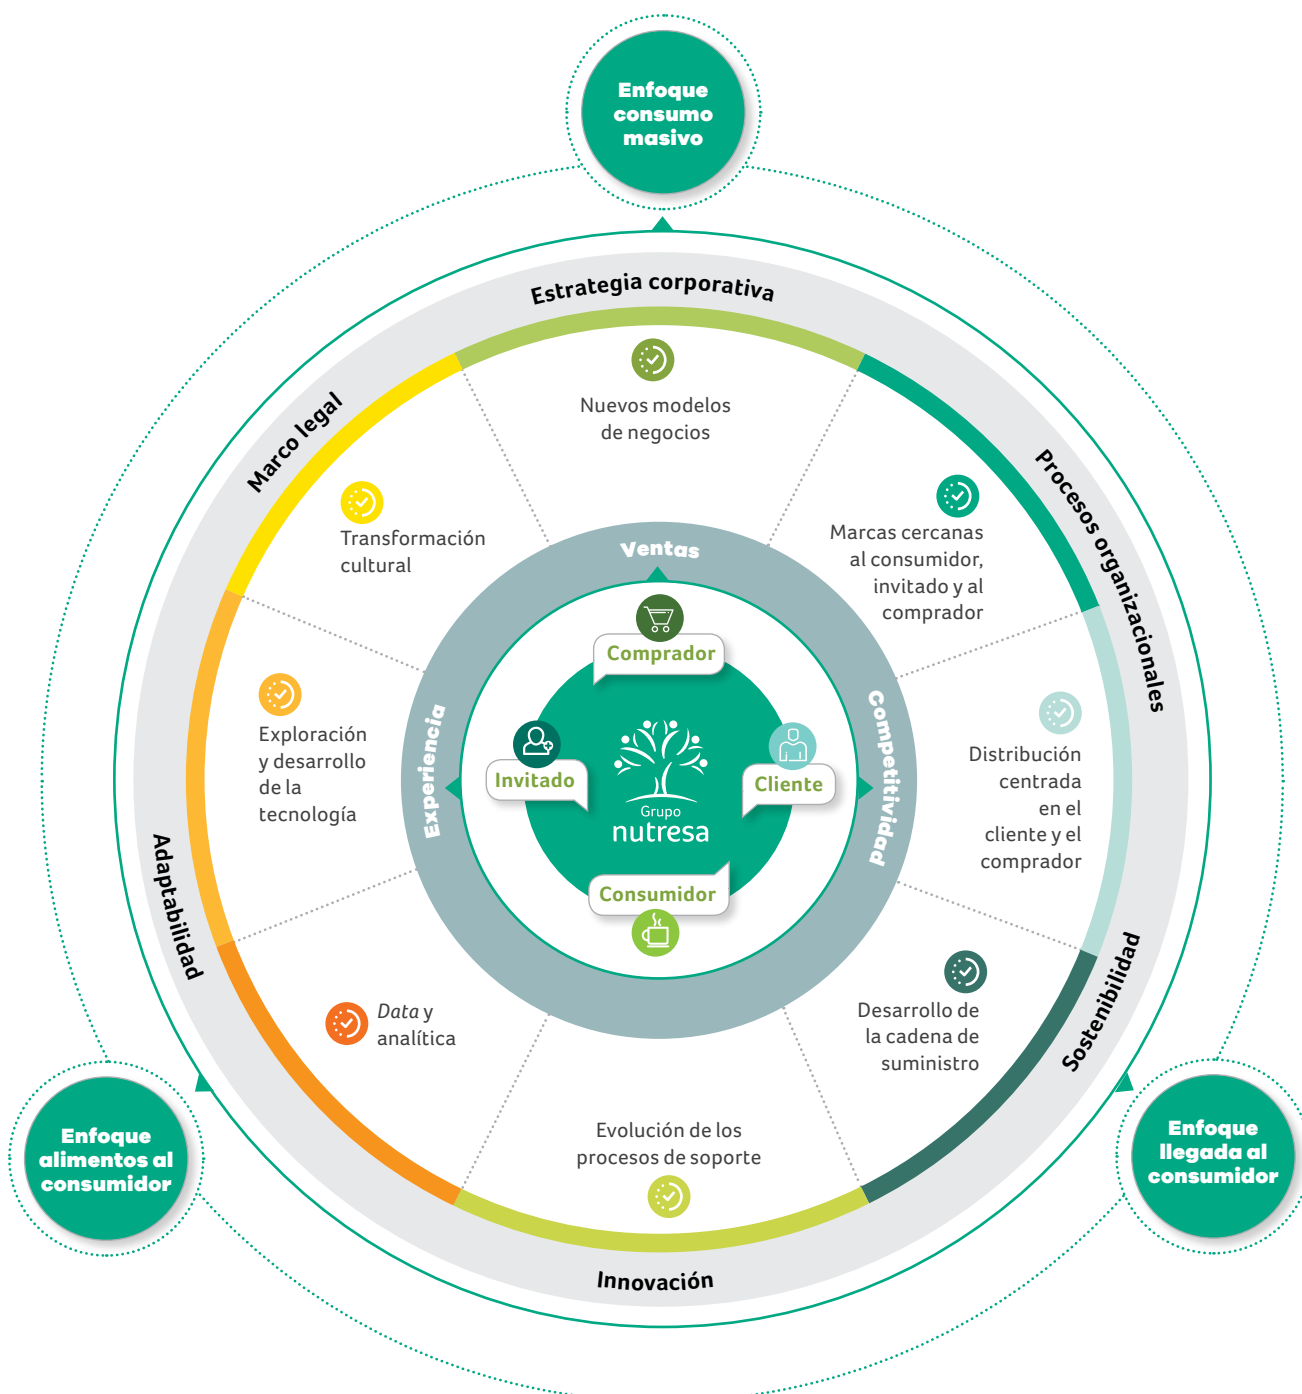 Enfoque
consumo
masivo
Estrategia corporativa
Marco legal
Procesos organizacionales
Nuevos modelos
de negocios
Transformación
cultural
Marcas cercanas
al consumidor,
invitado y al
comprador
Ventas
Experiencia
Competitividad
Comprador
Invitado
Cliente
Grupo
nutresa
Consumidor
Exploración
y desarrollo
de la
tecnología
Distribución
centrada
en el
cliente y el
comprador
Adaptabilidad
Sostenibilidad
Data y
analítica
Desarrollo de
la cadena de
suministro
Evolución de los
procesos de soporte
Innovación
Enfoque
alimentos al
consumidor
Enfoque
llegada al
consumidor